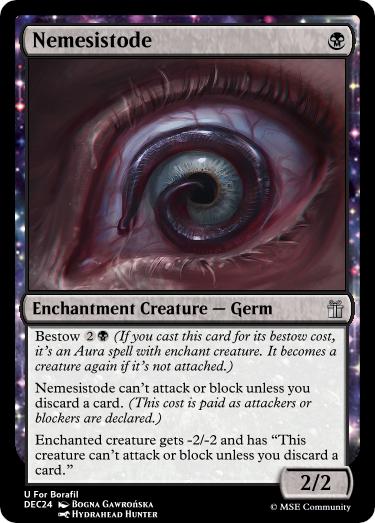 Nemesistode
Enchantment Creature — Germ
Bestow 2 (If you cast this card for its bestow cost,
it's an Aura spell with enchant creature. It becomes a
creature again if it's not attached.)
Nemesistode can't attack or block unless you
discard a card. (This cost is paid as attackers or
blockers are declared.)
Enchanted creature gets -2/-2 and has “This
creature can't attack or block unless you discard a
card.”
2/2
U For Borafil
DEC24 Bogna Gawrońska
Hydrahead Hunter
© MSE Community